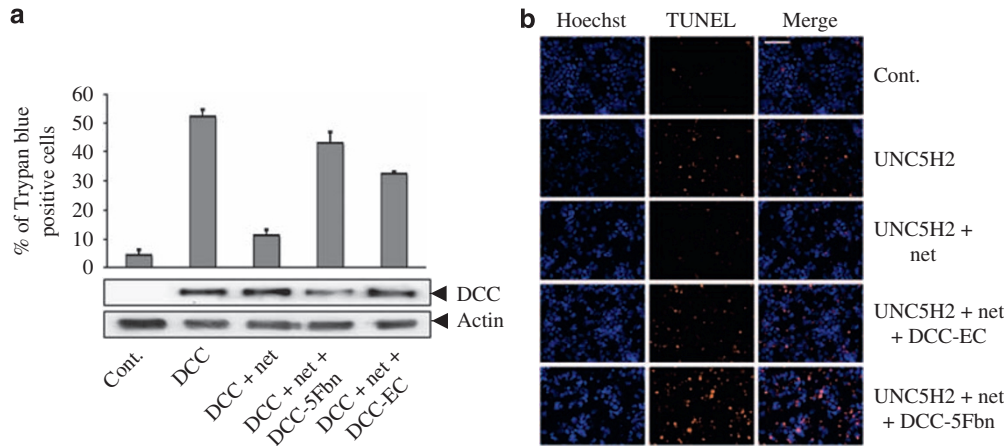 a
% of Trypan blue
positive cells
60
50
40
30
20
10
0
DCC
Actin
Cont.
DCC
DCC + net
DCC + net +
DCC-5Fbn
DCC + net +
DCC-EC
b
Hoechst TUNEL Merge
Cont.
UNC5H2
UNC5H2 +
net
UNC5H2 + net
+ DCC-EC
UNC5H2 + net
+ DCC-5Fbn